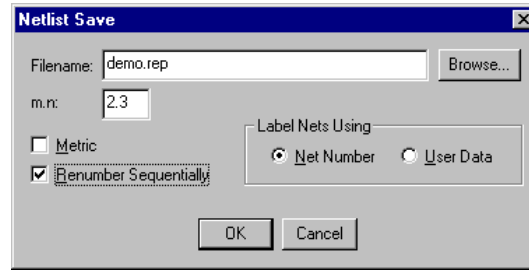 Netlist Save
Filename: demo.rep Browse...
m.n: 2.3
Label Nets Using
Metric
Net Number User Data
Renumber Sequentially
OK Cancel